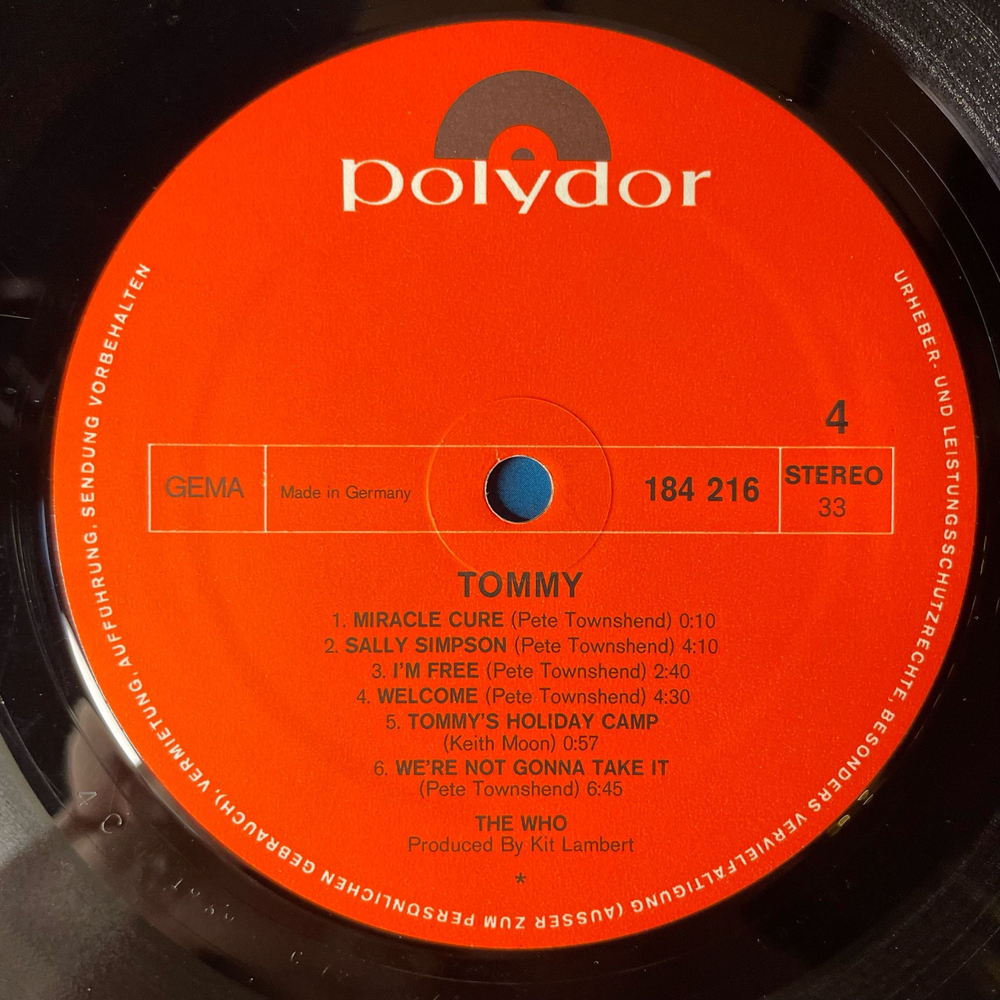 polydor
4
GEMA
Made in Germany
184 216
STEREO
33
TOMMY
1. MIRACLE CURE (Pete Townshend) 0:10
2. SALLY SIMPSON (Pete Townshend) 4:10
3. I'M FREE (Pete Townshend) 2:40
4. WELCOME (Pete Townshend) 4:30
5. TOMMY'S HOLIDAY CAMP
(Keith Moon) 0:57
6. WE'RE NOT GONNA TAKE IT
(Pete Townshend) 6:45
THE WHO
Produced By Kit Lambert
*
URHEBER- UND LEISTUNGSSCHUTZRECHTE, BESONDERS VERVIELFÄLTIGUNG (AUSSER ZUM PERSÖNLICHEN GEBRAUCH), VERMIETUNG, AUFFÜHRUNG, SENDUNG VORBEHALTEN